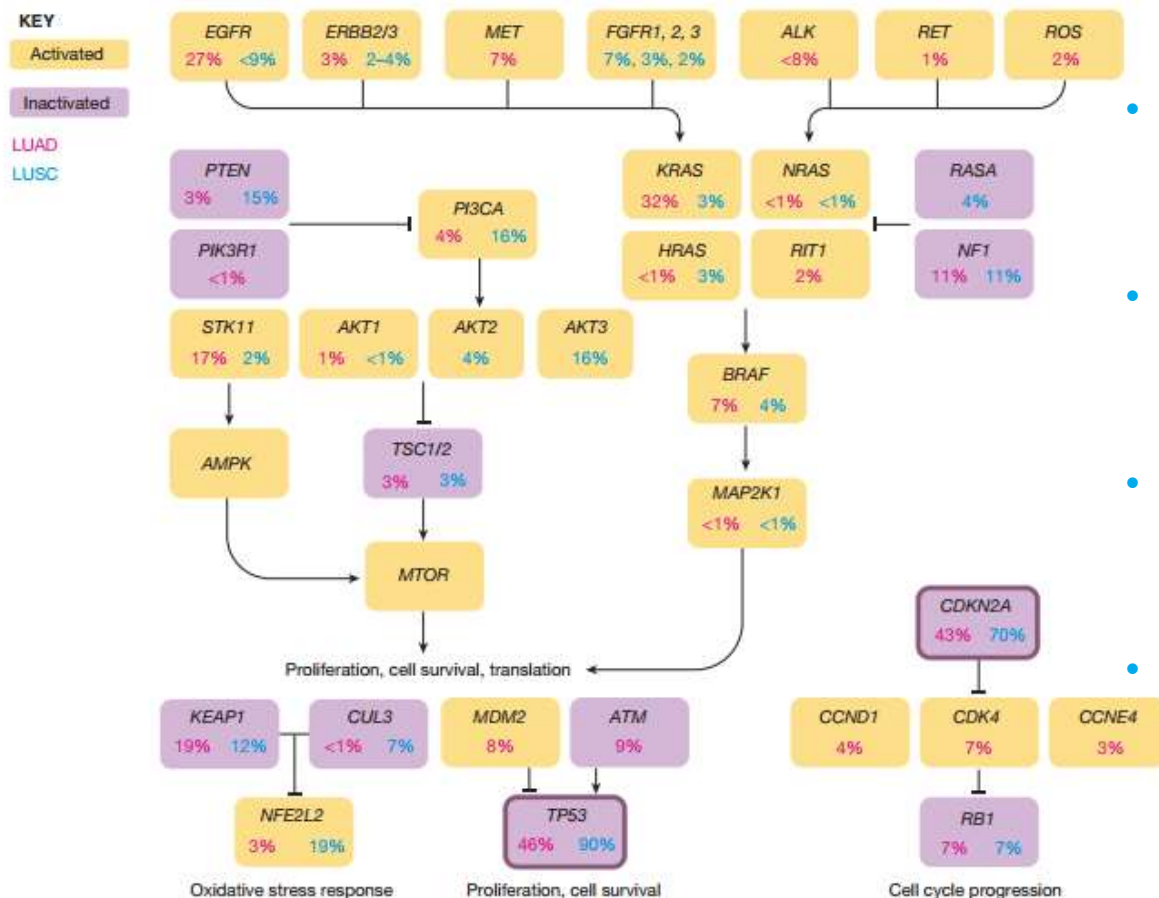 KEY
Activated
Inactivated
LUAD
LUSC
EGFR
27% <9%
ERBB2/3
3% 2–4%
MET
7%
FGFR1, 2, 3
7%, 3%, 2%
ALK
<8%
RET
1%
ROS
2%
PTEN
3% 15%
PIK3R1
<1%
PI3CA
4% 16%
KRAS
32% 3%
NRAS
<1% <1%
HRAS
<1% 3%
RIT1
2%
RASA
4%
NF1
11% 11%
STK11
17% 2%
AKT1
1% <1%
AKT2
4%
AKT3
16%
BRAF
7% 4%
AMPK
TSC1/2
3% 3%
MAP2K1
<1% <1%
MTOR
Proliferation, cell survival, translation
CDKN2A
43% 70%
KEAP1
19% 12%
CUL3
<1% 7%
MDM2
8%
ATM
9%
CCND1
4%
CDK4
7%
CCNE4
3%
NFE2L2
3% 19%
TP53
46% 90%
RB1
7% 7%
Oxidative stress response
Proliferation, cell survival
Cell cycle progression